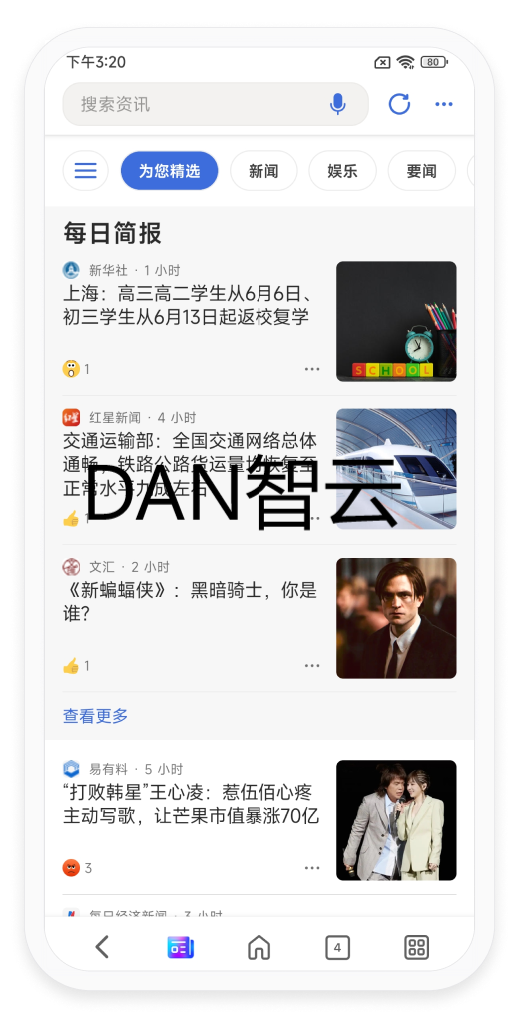 下午3:20
80
搜索资讯
为您精选
新闻
娱乐
要闻
每日简报
新华社 · 1 小时
上海：高三高二学生从6月6日、
初三学生从6月13日起返校复学
1
SCHOOL
红星新闻 · 4 小时
交通运输部：全国交通网络总体
通畅，铁路公路货运量均恢复至
正常水平九成左右
DAN智云
文汇 · 2 小时
《新蝙蝠侠》：黑暗骑士，你是
谁？
1
查看更多
易有料 · 5 小时
“打败韩星”王心凌：惹伍佰心疼
主动写歌，让芒果市值暴涨70亿
3
每日经济新闻 · 3 小时
4